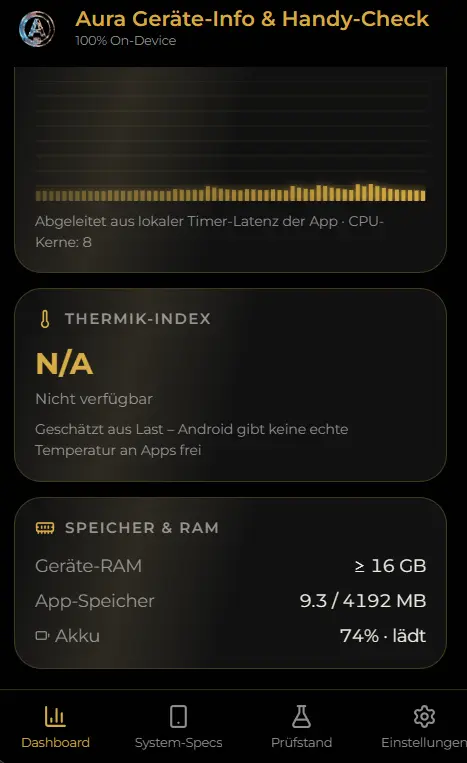 Aura Geräte-Info & Handy-Check
100% On-Device
Abgeleitet aus lokaler Timer-Latenz der App · CPU-
Kerne: 8
THERMIK-INDEX
N/A
Nicht verfügbar
Geschätzt aus Last – Android gibt keine echte
Temperatur an Apps frei
SPEICHER & RAM
Geräte-RAM ≥ 16 GB
App-Speicher 9.3 / 4192 MB
Akku 74% · lädt
Dashboard System-Specs Prüfstand Einstellungen